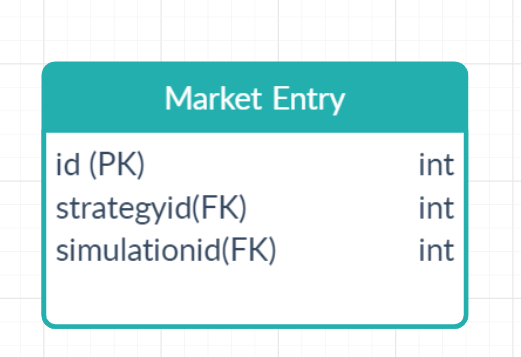 Market Entry
id (PK) int
strategyid(FK) int
simulationid(FK) int